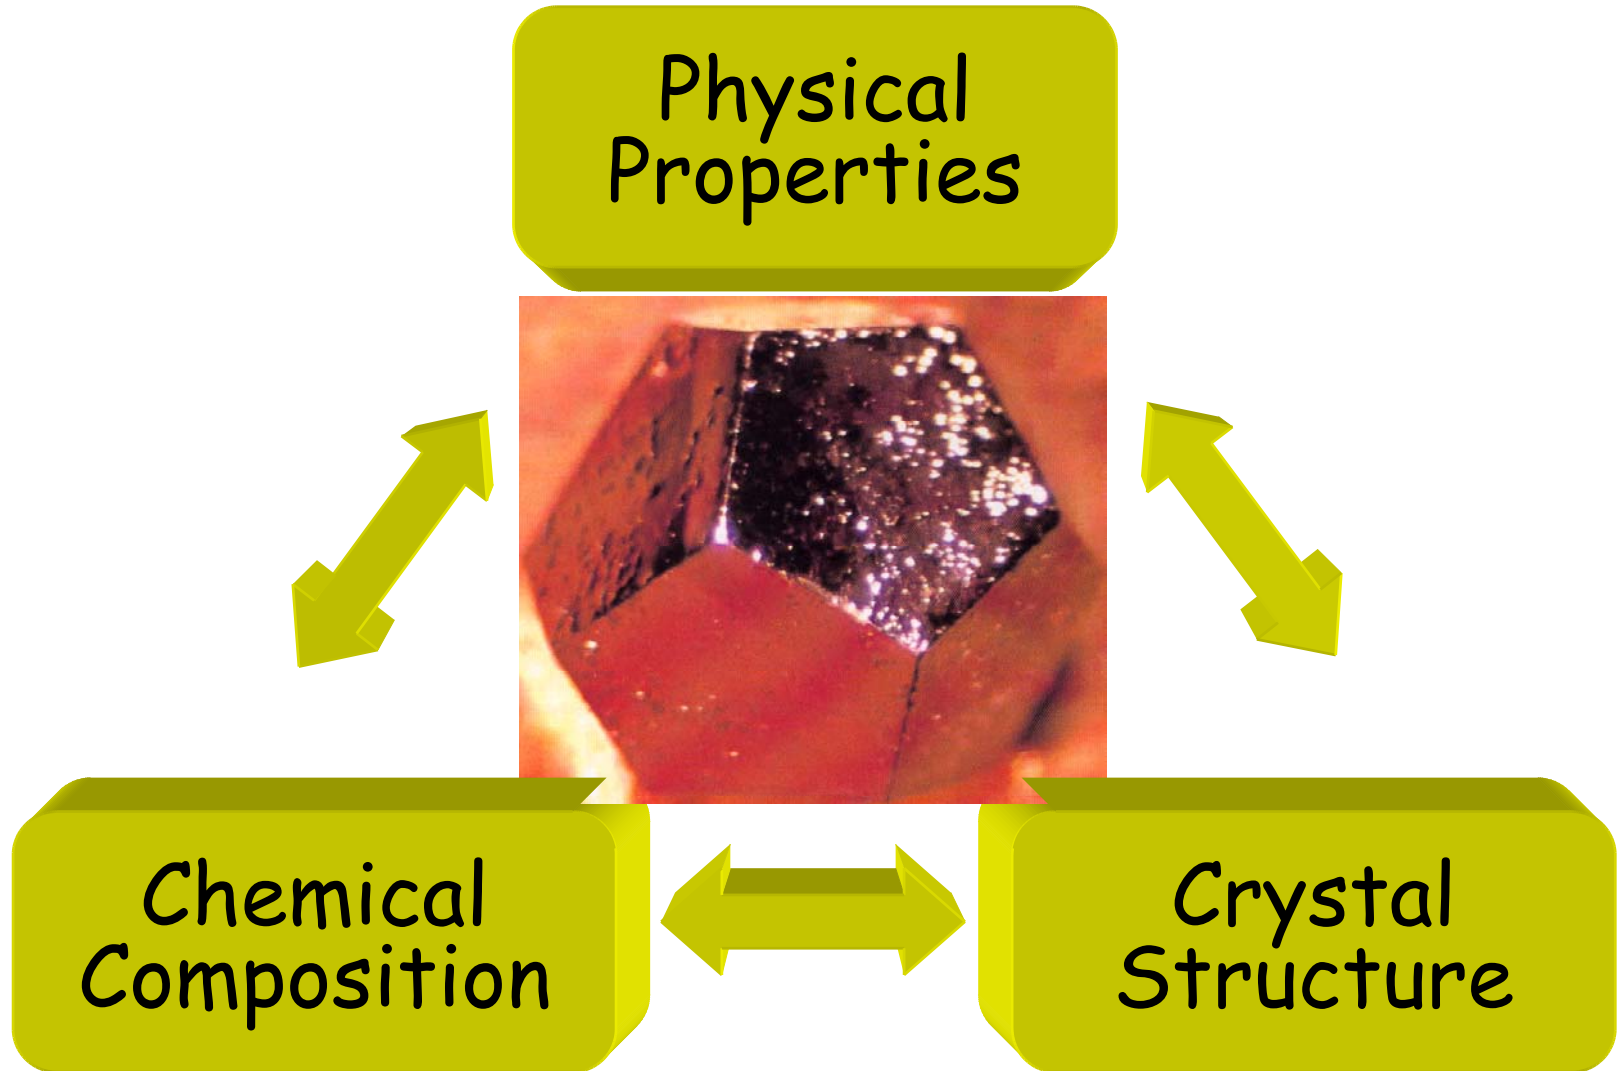 Physical
Properties
Chemical
Composition
Crystal
Structure